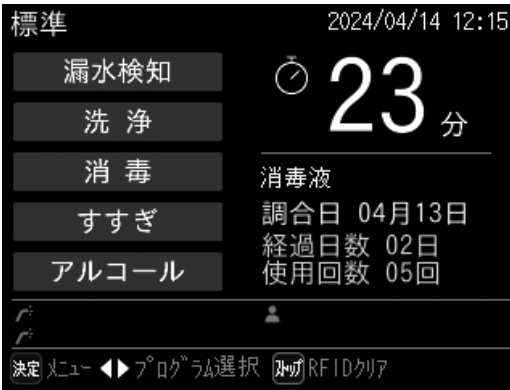 標準 2024/04/14 12:15
漏水検知
洗 浄
消 毒
すすぎ
アルコール
23分
消毒液
調合日 04月13日
経過日数 02日
使用回数 05回
決定 メニュー ◀▶ プログラム選択 ストップ RFIDクリア